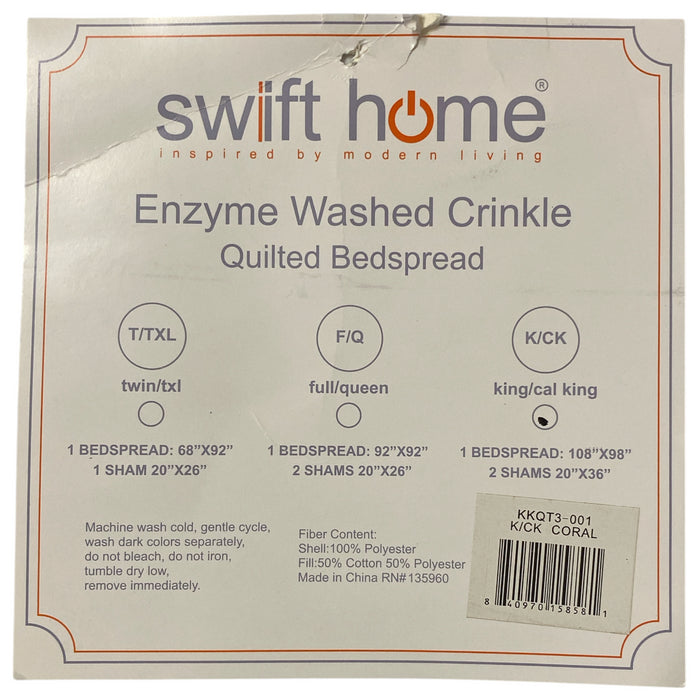 swift home®
inspired by modern living
Enzyme Washed Crinkle
Quilted Bedspread
T/TXL
twin/txl
1 BEDSPREAD: 68"X92"
1 SHAM 20"X26"
F/Q
full/queen
1 BEDSPREAD: 92"X92"
2 SHAMS 20"X26"
K/CK
king/cal king
1 BEDSPREAD: 108"X98"
2 SHAMS 20"X36"
Machine wash cold, gentle cycle,
wash dark colors separately,
do not bleach, do not iron,
tumble dry low,
remove immediately.
Fiber Content:
Shell:100% Polyester
Fill:50% Cotton 50% Polyester
Made in China RN#135960
KKQT3-001
K/CK CORAL
8 40970 15858 1